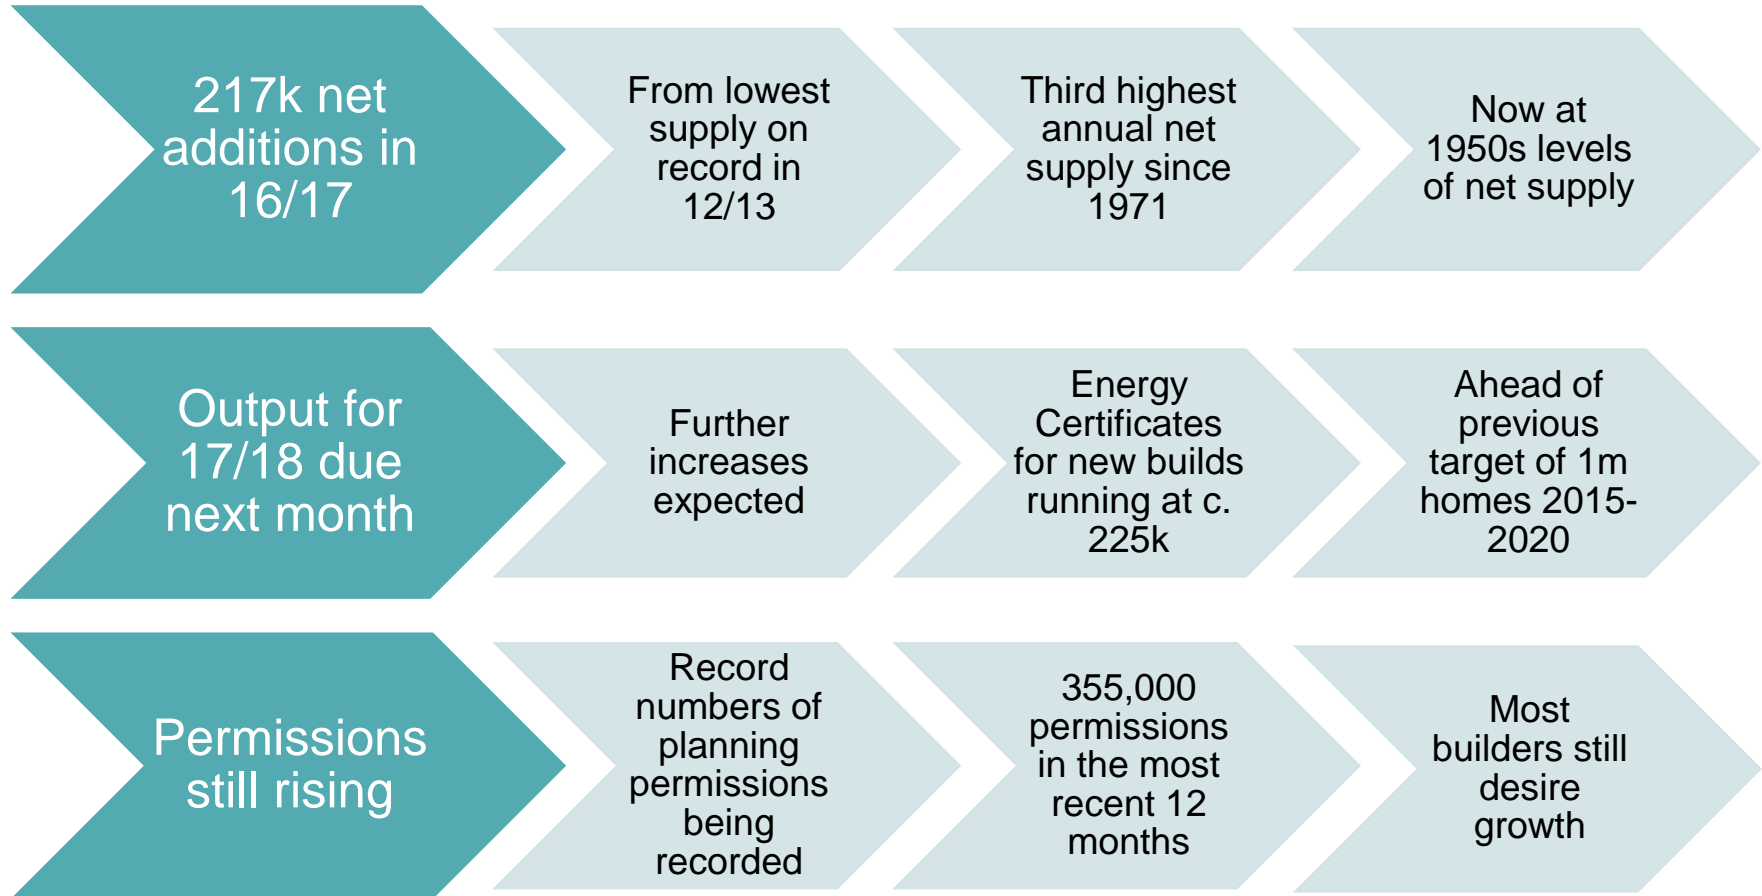 217k net
additions in
16/17
From lowest
supply on
record in
12/13
Third highest
annual net
supply since
1971
Now at
1950s levels
of net supply
Output for
17/18 due
next month
Further
increases
expected
Energy
Certificates
for new builds
running at c.
225k
Ahead of
previous
target of 1m
homes 2015-
2020
Permissions
still rising
Record
numbers of
planning
permissions
being
recorded
355,000
permissions
in the most
recent 12
months
Most
builders still
desire
growth